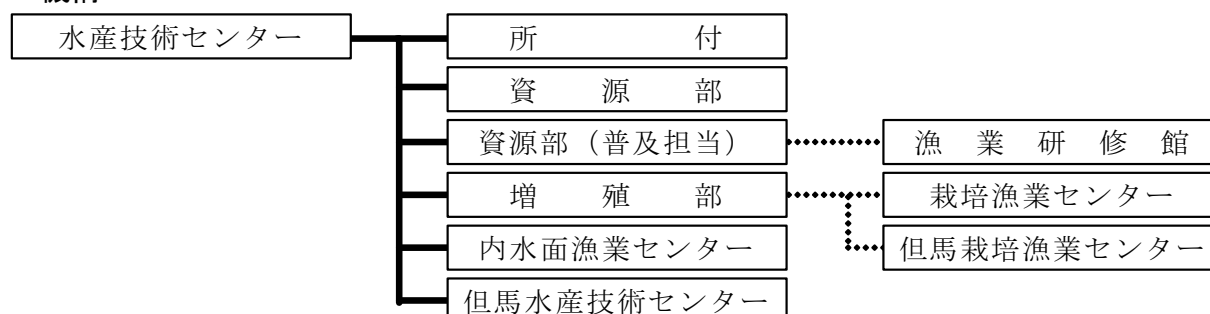 水産技術センター 所付
資源部
資源部（普及担当） 漁業研修館
増殖部 栽培漁業センター
内水面漁業センター 但馬栽培漁業センター
但馬水産技術センター